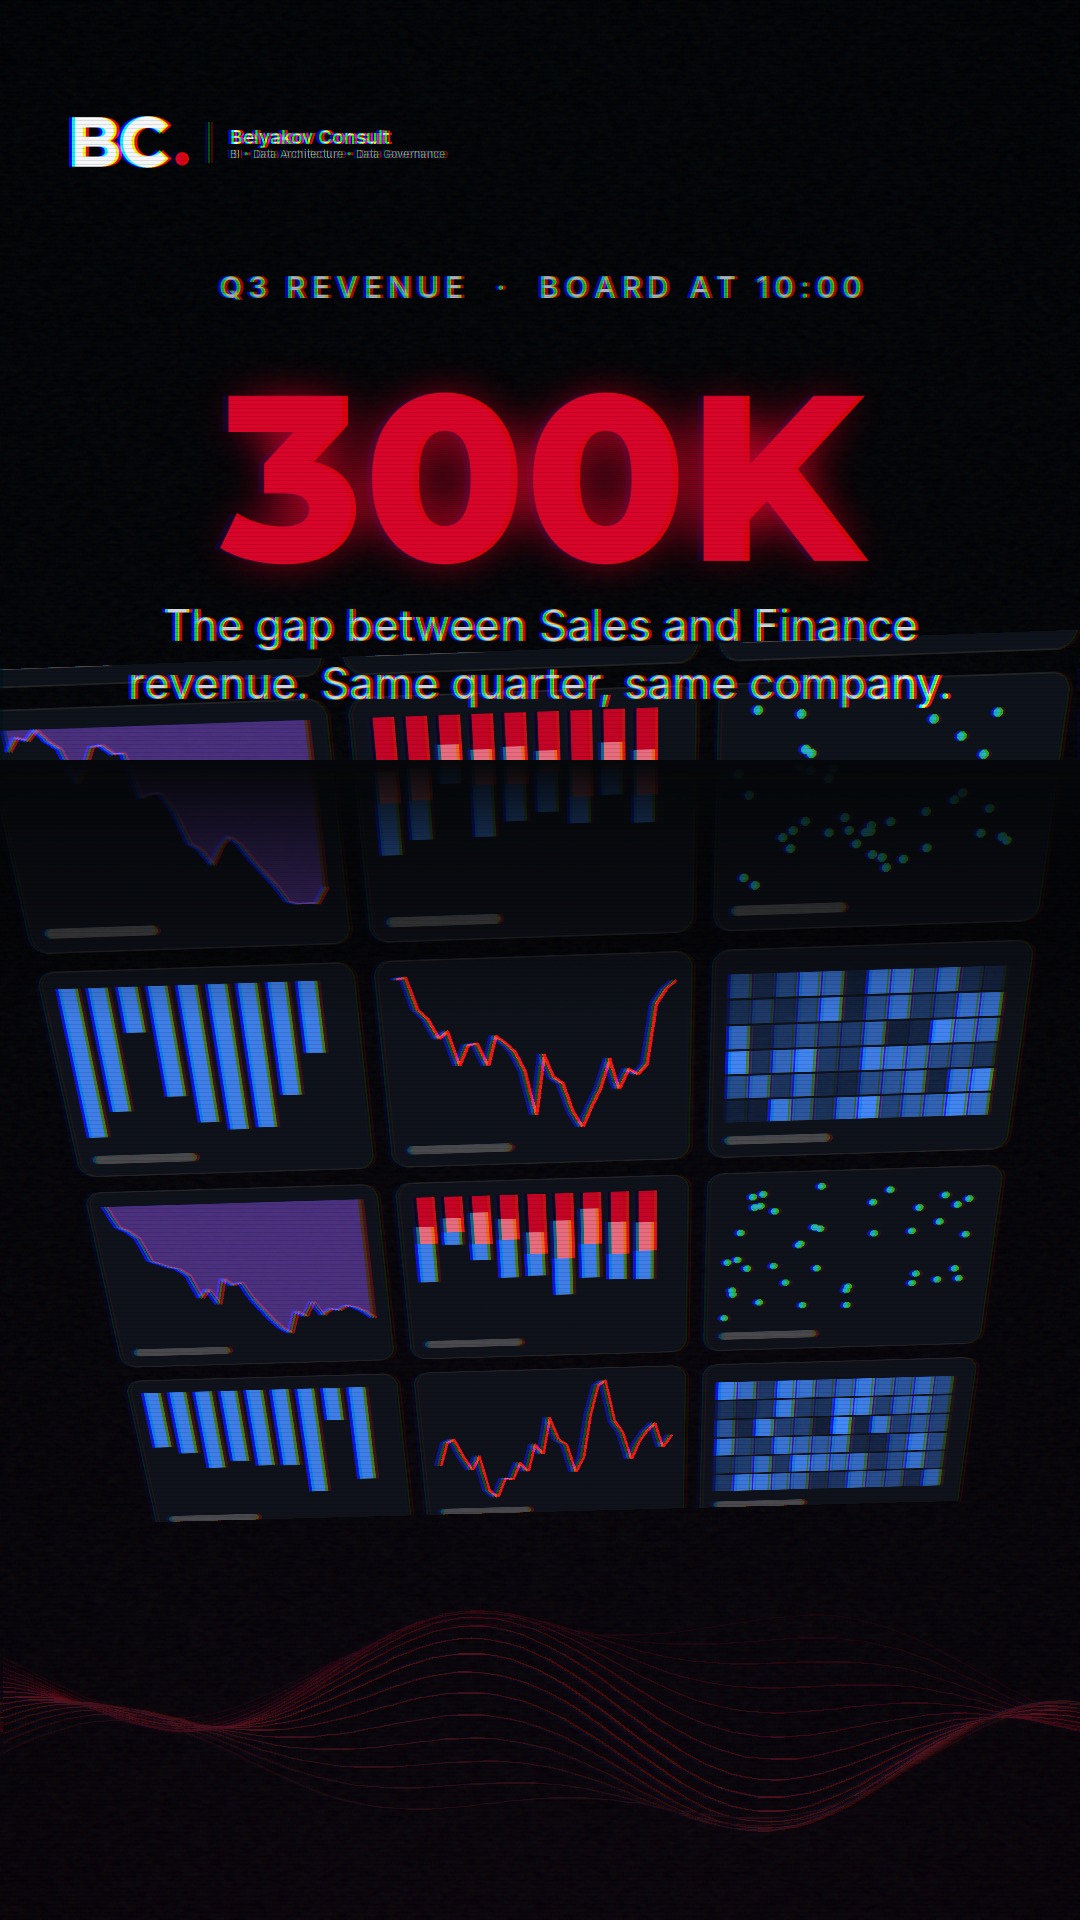 BC.
Belyakov Consult
BI • Data Architecture • Data Governance
Q3 REVENUE · BOARD AT 10:00
300K
The gap between Sales and Finance
revenue. Same quarter, same company.